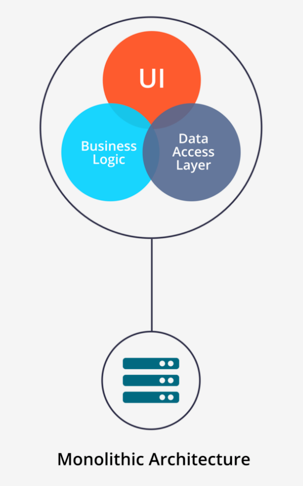 UI
Business
Logic
Data
Access
Layer
Monolithic Architecture